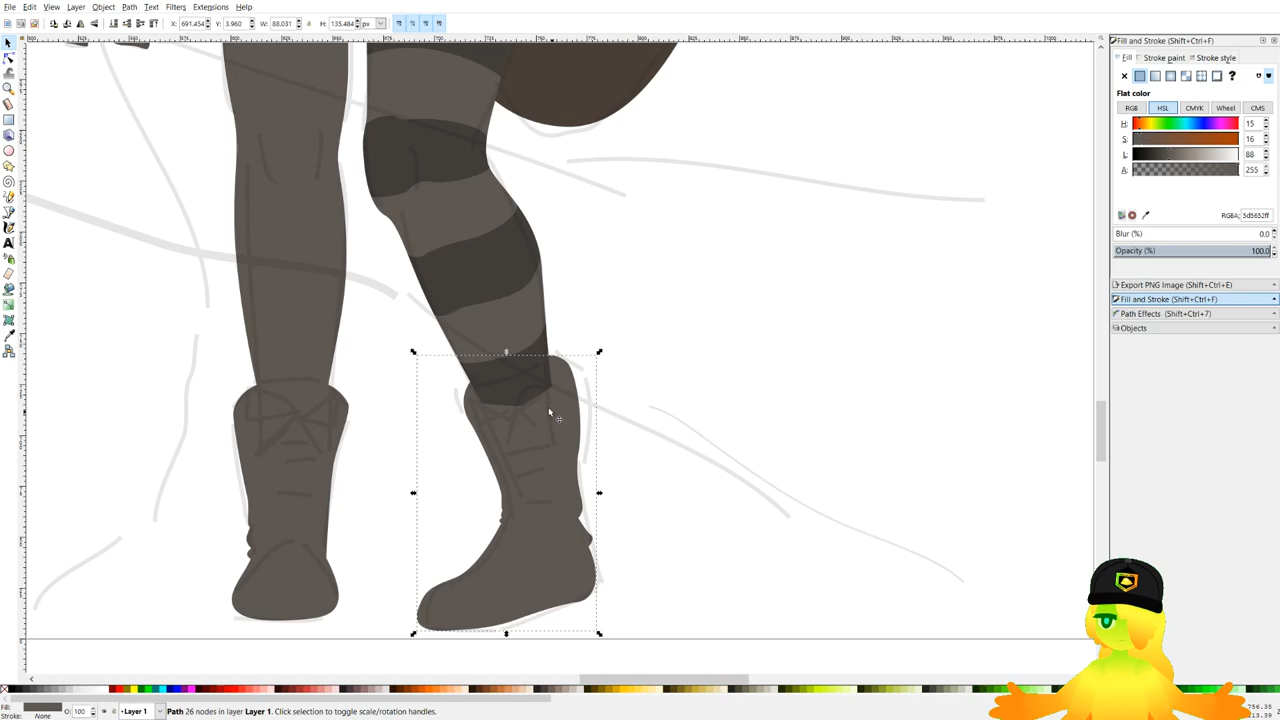 File Edit View Layer Object Path Text Filters Extensions Help
X: 691.454 Y: 3.960 W: 88.031 H: 135.484 px
Fill and Stroke (Shift+Ctrl+F)
Fill Stroke paint Stroke style
?
Flat color
RGB HSL CMYK Wheel CMS
H: 15
S: 16
L: 88
A: 255
RGBA: 5d5652ff
Blur (%) 0.0
Opacity (%) 100.0
Export PNG Image (Shift+Ctrl+E)
Fill and Stroke (Shift+Ctrl+F)
Path Effects (Shift+Ctrl+7)
Objects
Fill:
Stroke: None
O: 100
Layer 1
Path 26 nodes in layer Layer 1. Click selection to toggle scale/rotation handles.